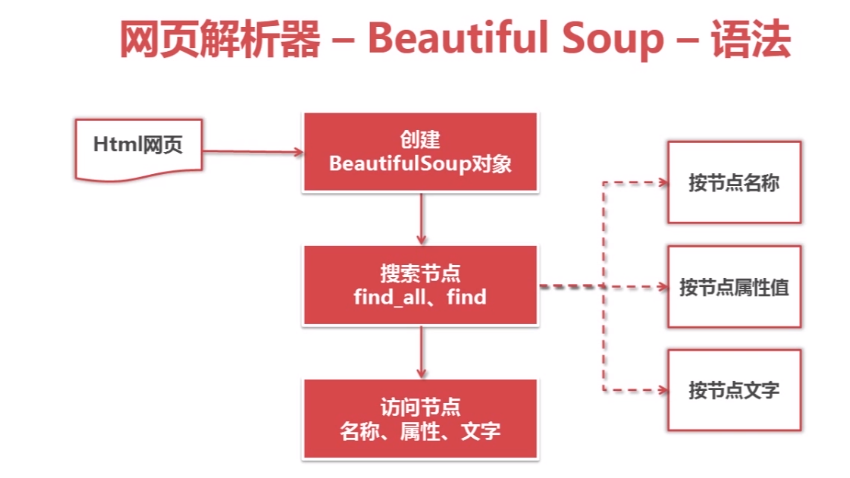 网页解析器 – Beautiful Soup – 语法
Html网页
创建
BeautifulSoup对象
搜索节点
find_all、find
访问节点
名称、属性、文字
按节点名称
按节点属性值
按节点文字